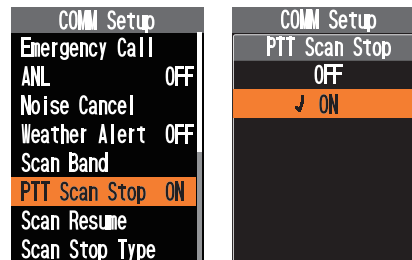 COMM Setup
Emergency Call
ANL OFF
Noise Cancel
Weather Alert OFF
Scan Band
PTT Scan Stop ON
Scan Resume
Scan Stop Type
COMM Setup
PTT Scan Stop
OFF
✓ ON